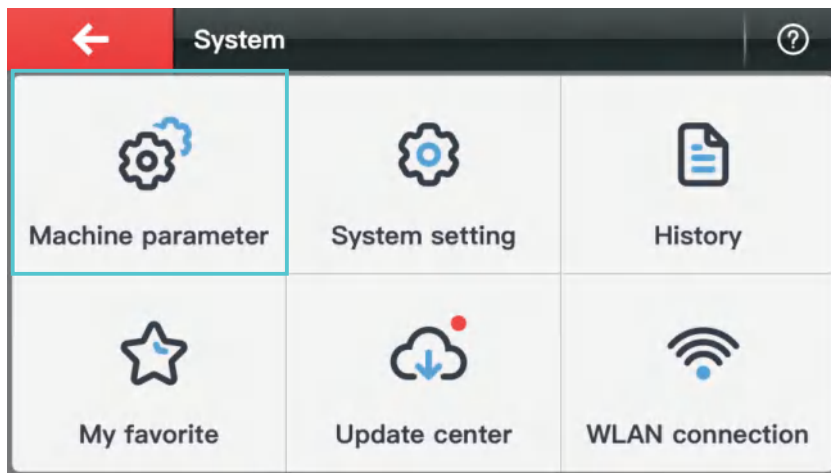 System
?
Machine parameter
System setting
History
My favorite
Update center
WLAN connection